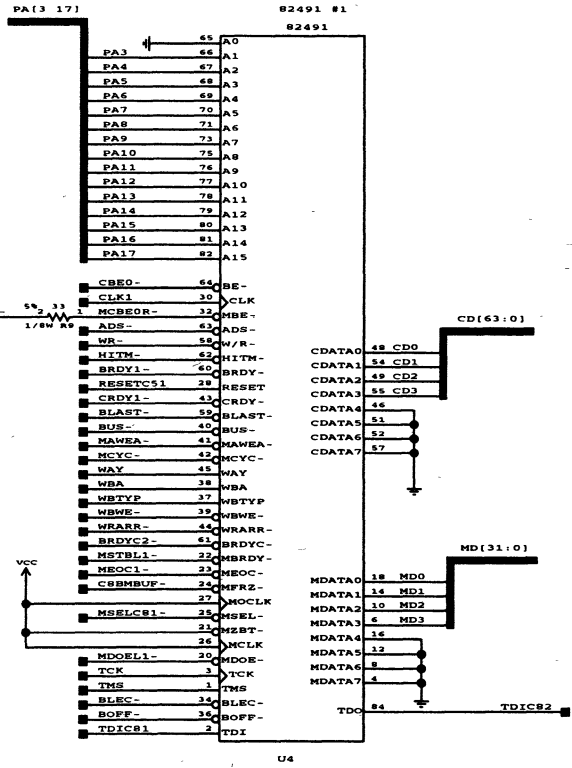 PA[3 17]
82491 #1
82491
65 A0
PA3 66 A1
PA4 67 A2
PA5 68 A3
PA6 69 A4
PA7 70 A5
PA8 71 A6
PA9 73 A7
PA10 75 A8
PA11 76 A9
PA12 77 A10
PA13 78 A11
PA14 79 A12
PA15 80 A13
PA16 81 A14
PA17 82 A15
CBE0- 64 BE-
CLK1 30 CLK
5% 33
2 1 MCBE0R- 32 MBE-
1/8W R9
ADS- 63 ADS-
WR- 58 W/R-
HITM- 62 HITM-
BRDY1- 60 BRDY-
RESETC51 28 RESET
CRDY1- 43 CRDY-
BLAST- 59 BLAST-
BUS- 40 BUS-
MAWEA- 41 MAWEA-
MCYC- 42 MCYC-
WAY 45 WAY
WBA 38 WBA
WBTYP 37 WBTYP
WBWE- 39 WBWE-
WRARR- 44 WRARR-
BRDYC2- 61 BRDYC-
MSTBL1- 22 MBRDY-
MEOC1- 23 MEOC-
C8BMBUF- 24 MFRZ-
VCC
27 MOCLK
MSELC81- 25 MSEL-
21 MZBT-
26 MCLK
MDOEL1- 20 MDOE-
TCK 3 TCK
TMS 1 TMS
BLEC- 34 BLEC-
BOFF- 36 BOFF-
TDIC81 2 TDI
CD[63:0]
CDATA0 48 CD0
CDATA1 54 CD1
CDATA2 49 CD2
CDATA3 55 CD3
CDATA4 46
CDATA5 51
CDATA6 52
CDATA7 57
MD[31:0]
MDATA0 18 MD0
MDATA1 14 MD1
MDATA2 10 MD2
MDATA3 6 MD3
MDATA4 16
MDATA5 12
MDATA6 8
MDATA7 4
TDO 84 TDIC82
U4